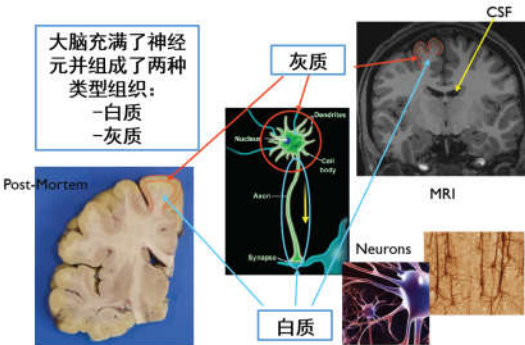 CSF
大脑充满了神经
元并组成了两种
类型组织：
-白质
-灰质
灰质
Dendrites
Nucleus
Cell
body
Post-Mortem
Axon
MRI
Synapse
Neurons
白质